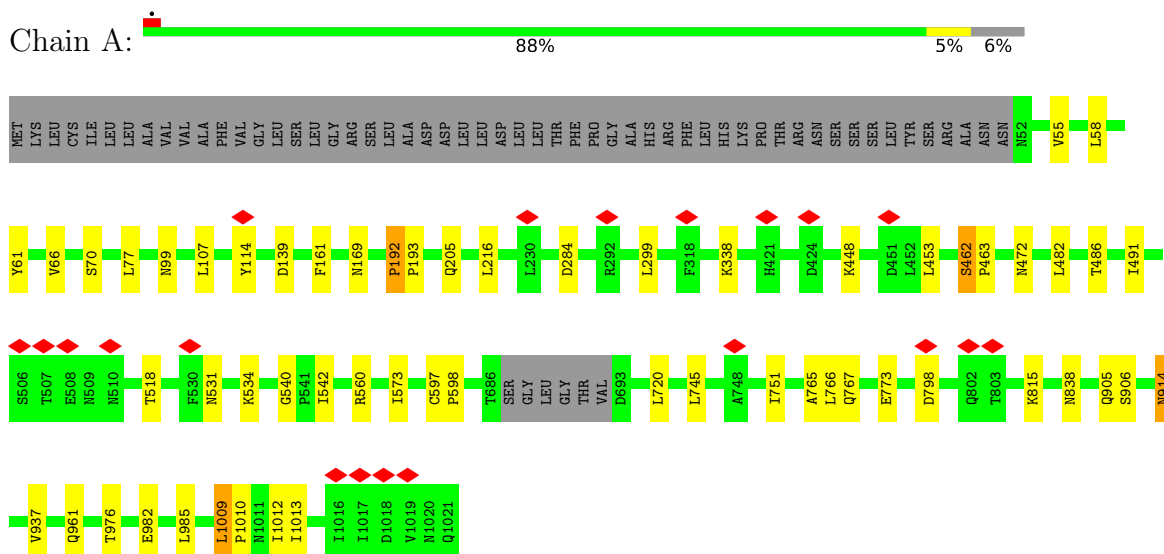 Chain A:
88% 5% 6%
MET LYS LEU CYS ILE LEU LEU ALA VAL VAL ALA PHE VAL GLY LEU SER LEU GLY ARG SER LEU ALA ASP ASP LEU LEU ASP LEU LEU THR PHE PRO GLY ALA HIS ARG PHE LEU HIS LYS PRO THR ARG ASN SER SER SER SER LEU TYR SER ARG ALA ASN ASN N52 V55 L58
Y61 V66 S70 L77 N99 L107 Y114 D139 F161 N169 P192 P193 Q205 L216 L230 D284 R292 L299 F318 K338 H421 D424 K448 D451 L452 L453 S462 P463 N472 L482 T486 I491
S506 T507 E508 N509 N510 T518 F530 N531 K534 G540 P541 I542 R560 I573 C597 P598 T686 SER GLY LEU GLY THR VAL D693 L720 L745 A748 I751 A765 L766 Q767 E773 D798 Q802 T803 K815 N838 Q905 S906 N914
V937 Q961 T976 E982 L985 L1009 P1010 N1011 I1012 I1013 I1016 I1017 D1018 V1019 N1020 Q1021